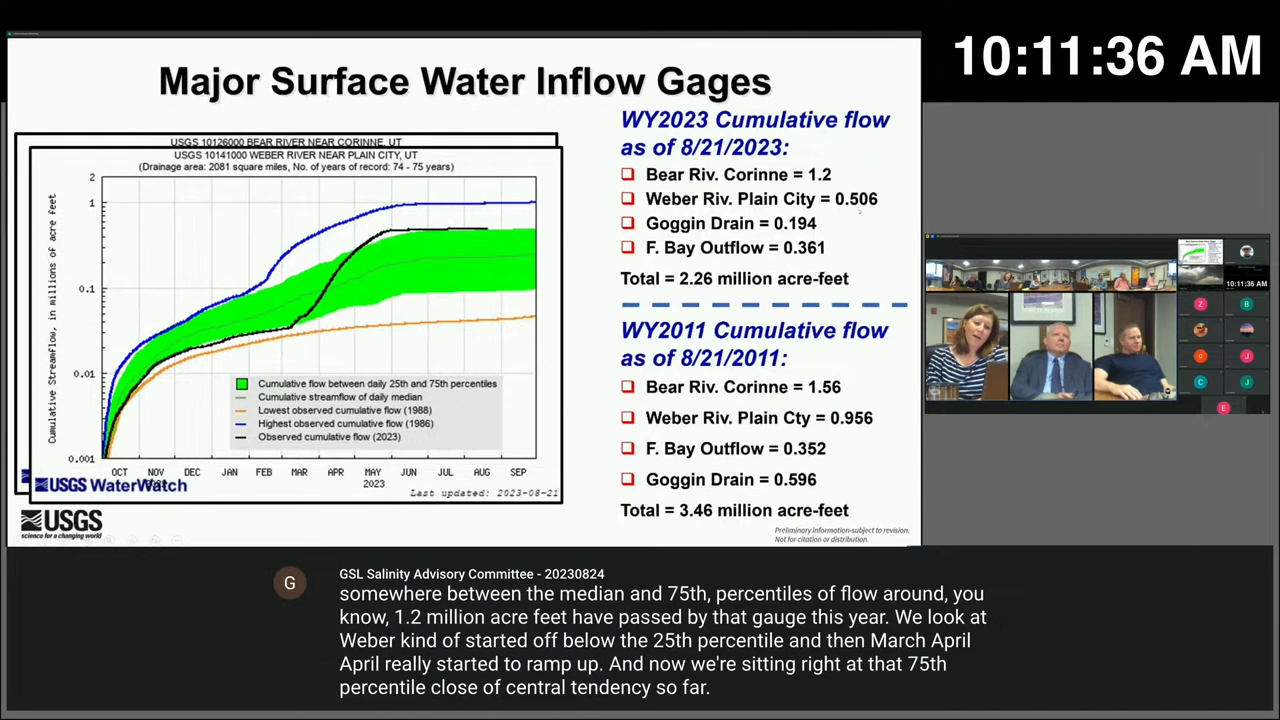 10:11:36 AM
Major Surface Water Inflow Gages
USGS 10126000 BEAR RIVER NEAR CORINNE, UT
USGS 10141000 WEBER RIVER NEAR PLAIN CITY, UT
(Drainage area: 2081 square miles, No. of years of record: 74 - 75 years)
Cumulative Streamflow, in millions of acre feet
2
1
0.1
0.01
0.001
Cumulative flow between daily 25th and 75th percentiles
Cumulative streamflow of daily median
Lowest observed cumulative flow (1988)
Highest observed cumulative flow (1986)
Observed cumulative flow (2023)
OCT NOV DEC JAN FEB MAR APR MAY JUN JUL AUG SEP
2023
USGS WaterWatch
Last updated: 2023-08-21
USGS
science for a changing world
WY2023 Cumulative flow
as of 8/21/2023:
Bear Riv. Corinne = 1.2
Weber Riv. Plain City = 0.506
Goggin Drain = 0.194
F. Bay Outflow = 0.361
Total = 2.26 million acre-feet
WY2011 Cumulative flow
as of 8/21/2011:
Bear Riv. Corinne = 1.56
Weber Riv. Plain Cty = 0.956
F. Bay Outflow = 0.352
Goggin Drain = 0.596
Total = 3.46 million acre-feet
Preliminary information-subject to revision.
Not for citation or distribution.
10:11:36 AM
Z
B
C
J
C
J
E
G
GSL Salinity Advisory Committee - 20230824
somewhere between the median and 75th, percentiles of flow around, you
know, 1.2 million acre feet have passed by that gauge this year. We look at
Weber kind of started off below the 25th percentile and then March April
April really started to ramp up. And now we're sitting right at that 75th
percentile close of central tendency so far.